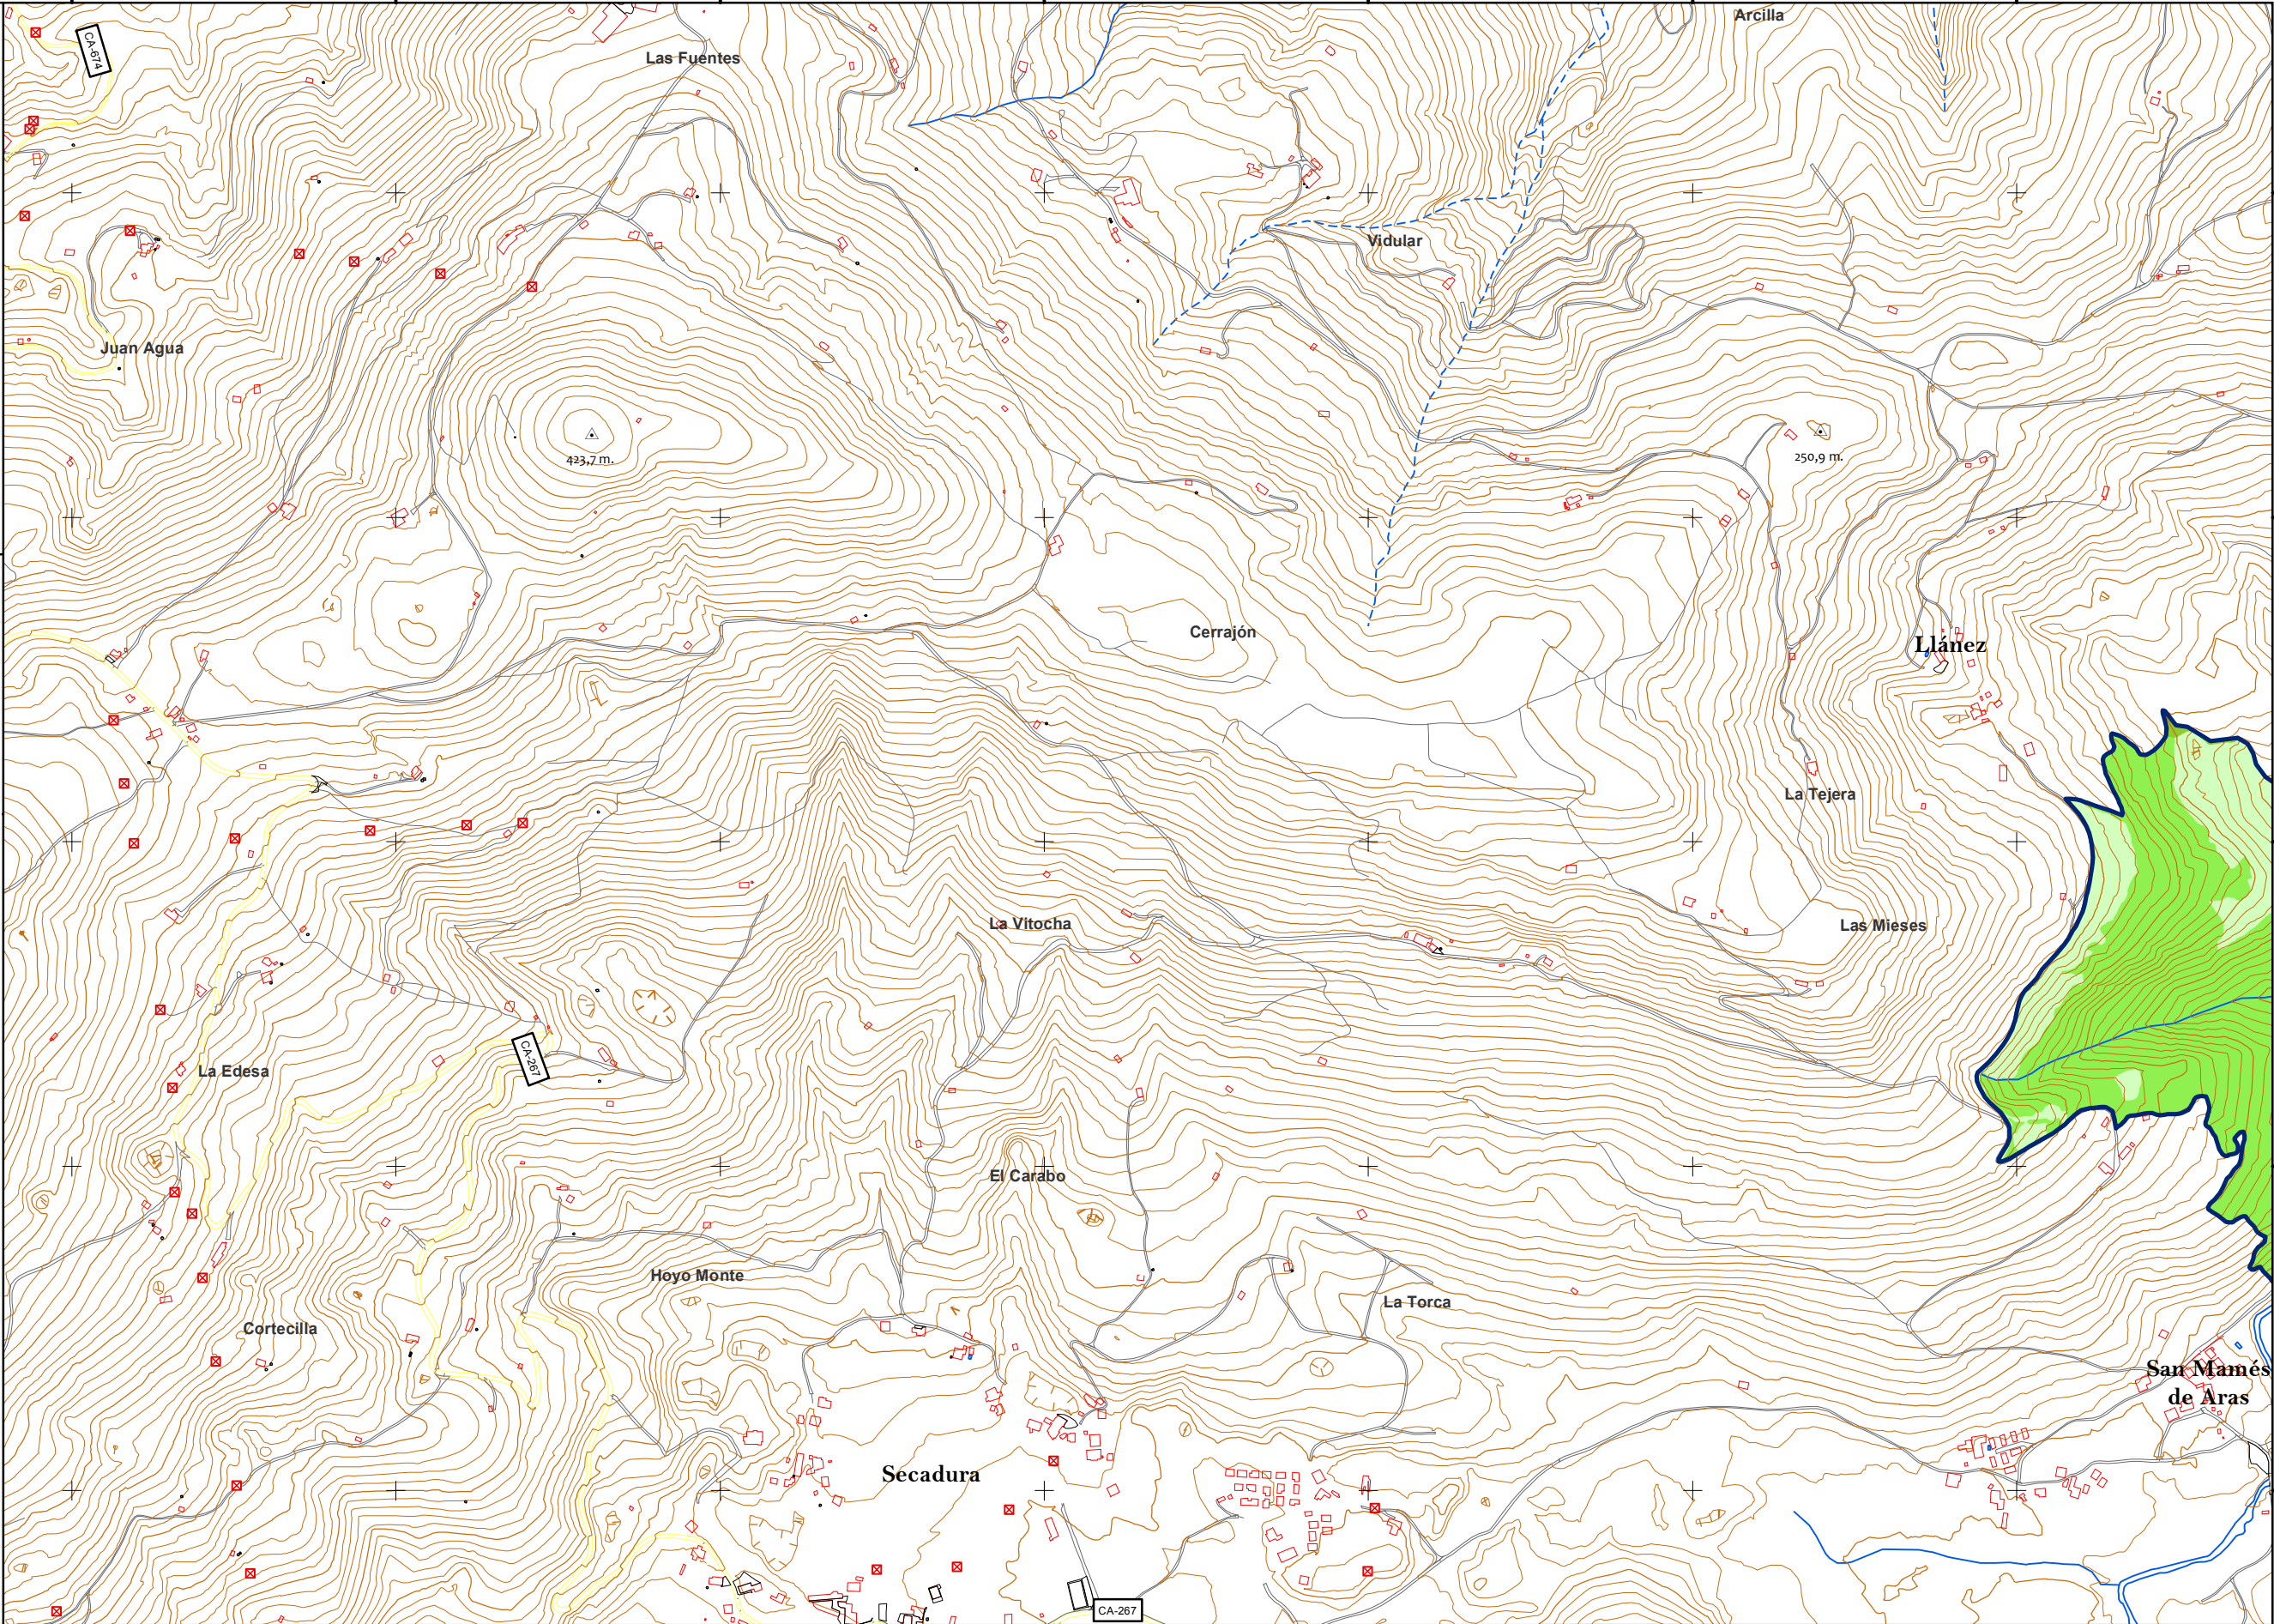 Arcilla
CA-674
Las Fuentes
Vidular
Juan Agua
423,7 m.
250,9 m.
Cerrajón
Llánez
La Tejera
La Vitocha
Las Mieses
CA-267
La Edesa
El Carabo
Hoyo Monte
La Torca
Cortecilla
San Mamés
de Aras
Secadura
CA-267